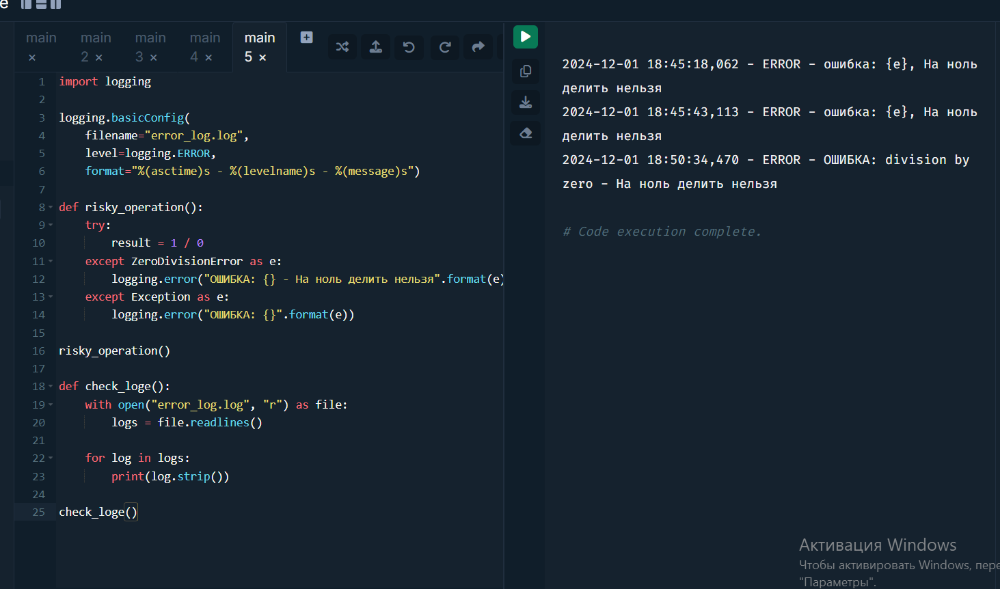 e
main
×
main
2 ×
main
3 ×
main
4 ×
main
5 ×
1 import logging
2
3 logging.basicConfig(
4 filename="error_log.log",
5 level=logging.ERROR,
6 format="%(asctime)s - %(levelname)s - %(message)s")
7
8 def risky_operation():
9 try:
10 result = 1 / 0
11 except ZeroDivisionError as e:
12 logging.error("ОШИБКА: {} - На ноль делить нельзя".format(e)
13 except Exception as e:
14 logging.error("ОШИБКА: {}".format(e))
15
16 risky_operation()
17
18 def check_loge():
19 with open("error_log.log", "r") as file:
20 logs = file.readlines()
21
22 for log in logs:
23 print(log.strip())
24
25 check_loge()
2024-12-01 18:45:18,062 - ERROR - ошибка: {e}, На ноль
делить нельзя
2024-12-01 18:45:43,113 - ERROR - ошибка: {e}, На ноль
делить нельзя
2024-12-01 18:50:34,470 - ERROR - ОШИБКА: division by
zero - На ноль делить нельзя
# Code execution complete.
Активация Windows
Чтобы активировать Windows, пере
"Параметры".